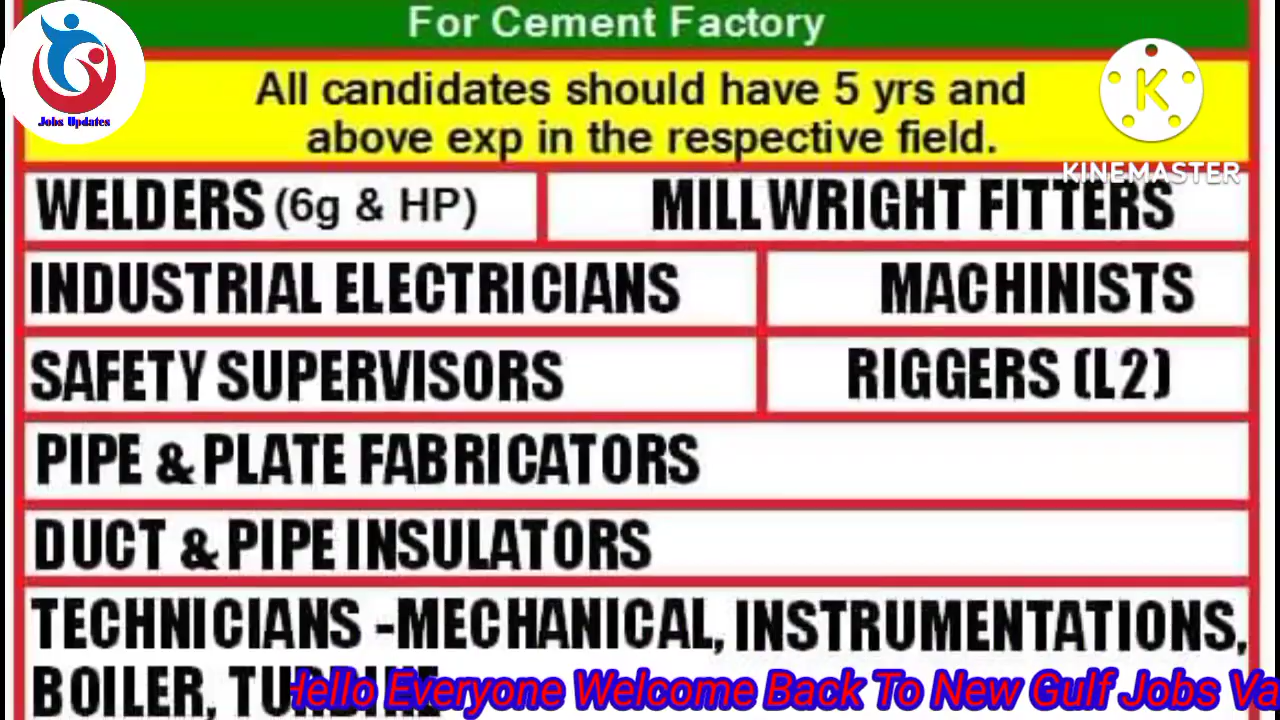 For Cement Factory
All candidates should have 5 yrs and
above exp in the respective field.
Jobs Updates
K
KINEMASTER
WELDERS (6g & HP)
MILLWRIGHT FITTERS
INDUSTRIAL ELECTRICIANS
MACHINISTS
SAFETY SUPERVISORS
RIGGERS (L2)
PIPE & PLATE FABRICATORS
DUCT & PIPE INSULATORS
TECHNICIANS -MECHANICAL, INSTRUMENTATIONS,
BOILER,
Hello Everyone Welcome Back To New Gulf Jobs Va